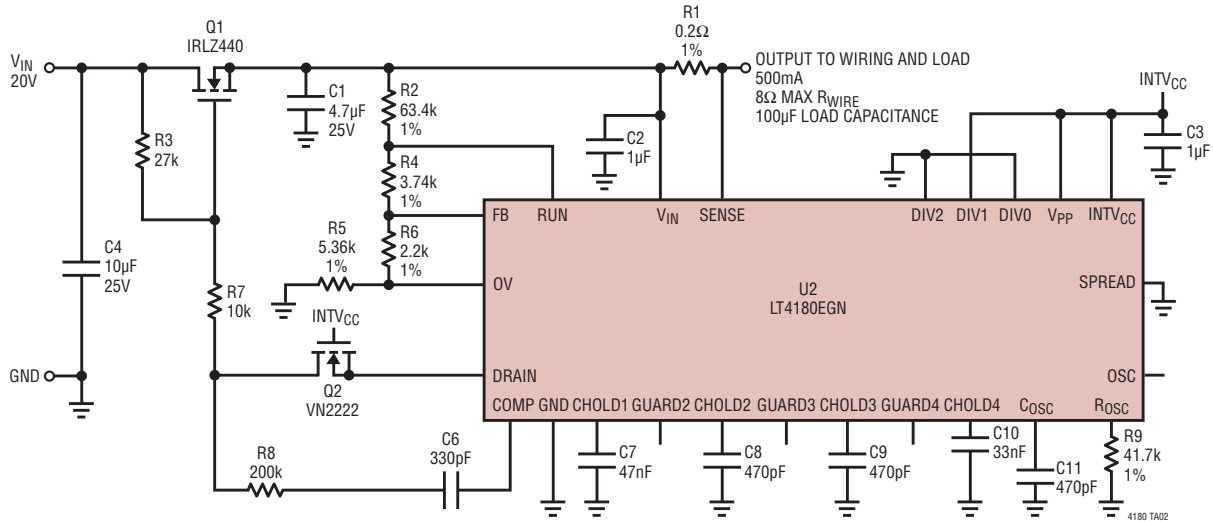 Q1
IRLZ440
VIN
20V
R3
27k
C4
10µF
25V
GND
R7
10k
C1
4.7µF
25V
R2
63.4k
1%
R4
3.74k
1%
R5
5.36k
1%
R6
2.2k
1%
INTVCC
Q2
VN2222
R8
200k
C6
330pF
R1
0.2Ω
1%
OUTPUT TO WIRING AND LOAD
500mA
8Ω MAX RWIRE
100µF LOAD CAPACITANCE
C2
1µF
INTVCC
C3
1µF
FB
RUN
VIN
SENSE
DIV2
DIV1
DIV0
VPP
INTVCC
OV
SPREAD
U2
LT4180EGN
DRAIN
OSC
COMP
GND
CHOLD1
GUARD2
CHOLD2
GUARD3
CHOLD3
GUARD4
CHOLD4
COSC
ROSC
C7
47nF
C8
470pF
C9
470pF
C10
33nF
C11
470pF
R9
41.7k
1%
4180 TA02